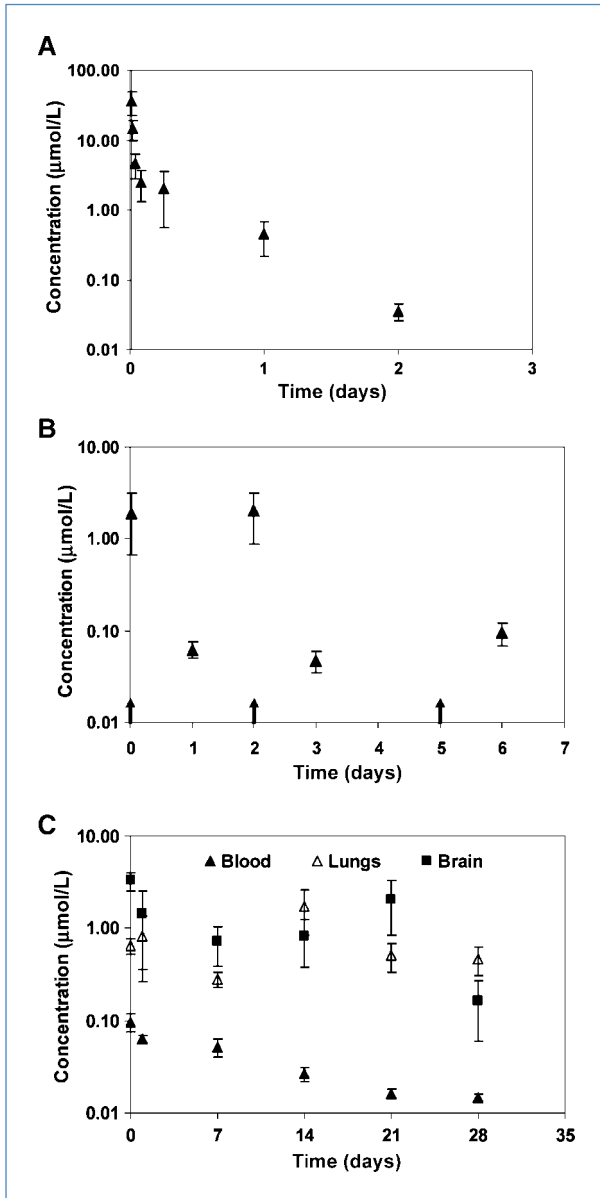 A
Concentration (μmol/L)
100.00
10.00
1.00
0.10
0.01
0 1 2 3
Time (days)
B
Concentration (μmol/L)
10.00
1.00
0.10
0.01
0 1 2 3 4 5 6 7
Time (days)
C
Concentration (μmol/L)
10.00
1.00
0.10
0.01
Blood Lungs Brain
0 7 14 21 28 35
Time (days)